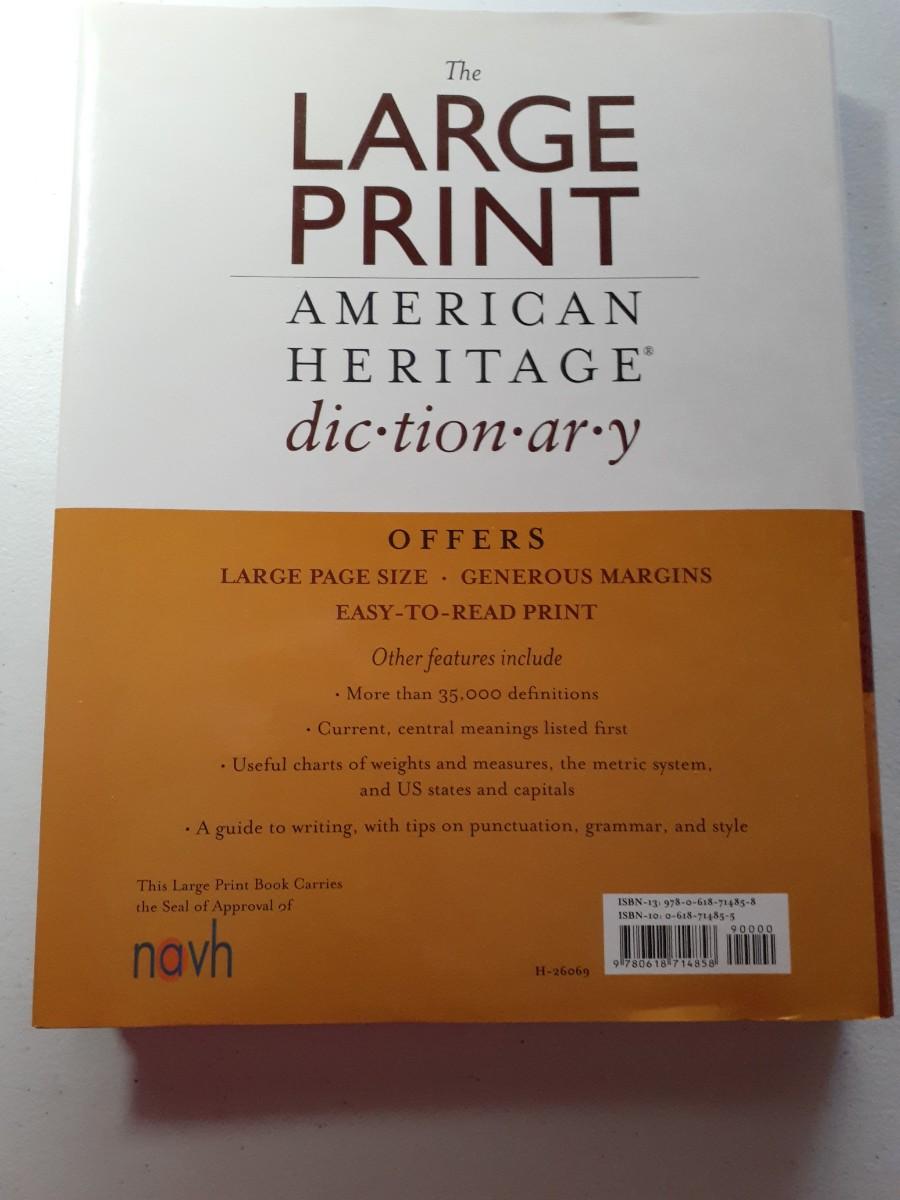 The
LARGE
PRINT
AMERICAN
HERITAGE®
dic·tion·ar·y
OFFERS
LARGE PAGE SIZE · GENEROUS MARGINS
EASY-TO-READ PRINT
Other features include
· More than 35,000 definitions
· Current, central meanings listed first
· Useful charts of weights and measures, the metric system,
and US states and capitals
· A guide to writing, with tips on punctuation, grammar, and style
This Large Print Book Carries
the Seal of Approval of
navh
H-26069
ISBN-13: 978-0-618-71485-8
ISBN-10: 0-618-71485-5
90000
9 780618 714858